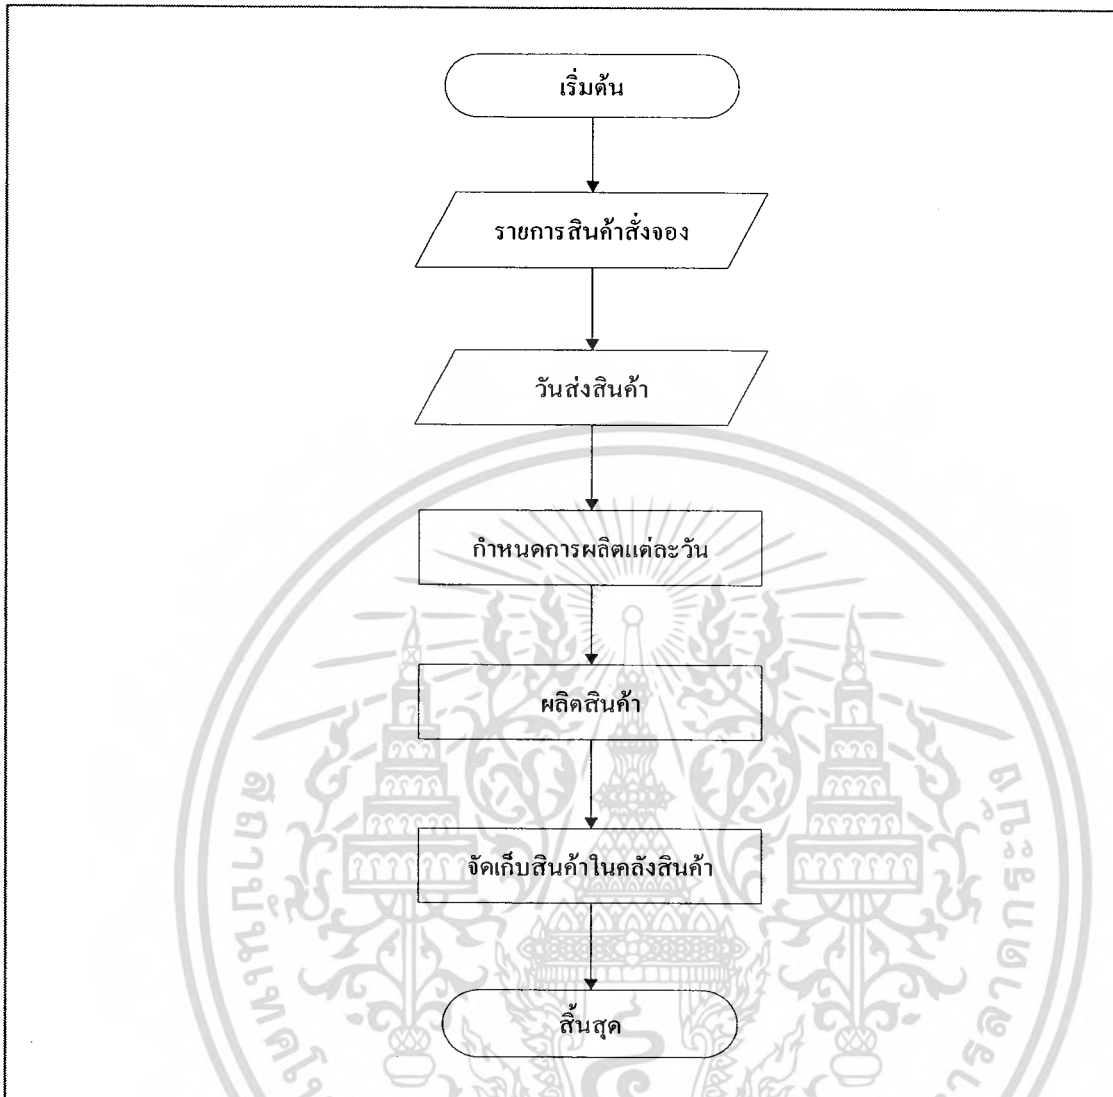 เริ่มต้น
รายการสินค้าสั่งจอง
วันส่งสินค้า
กำหนดการผลิตแต่ละวัน
ผลิตสินค้า
จัดเก็บสินค้าในคลังสินค้า
สิ้นสุด